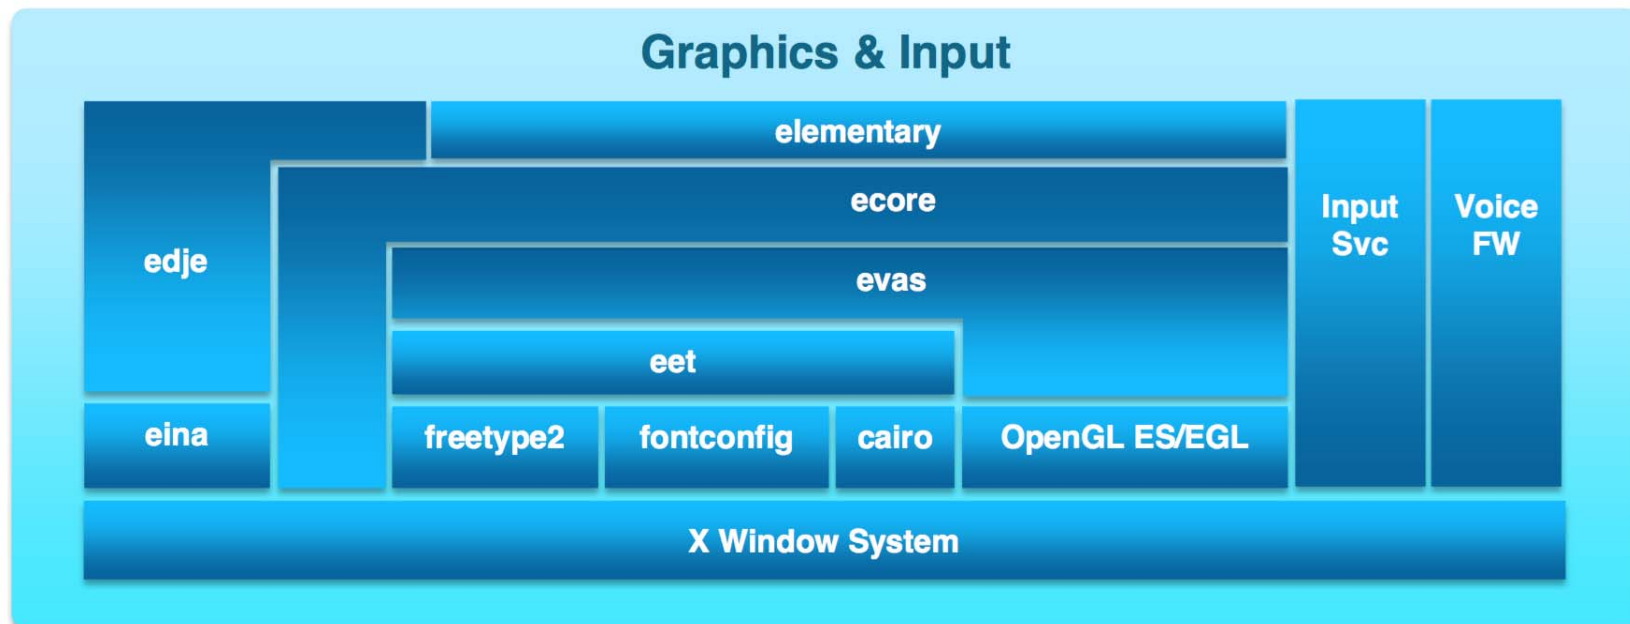 Graphics & Input
elementary
ecore
Input
Svc
Voice
FW
edje
evas
eet
eina
freetype2
fontconfig
cairo
OpenGL ES/EGL
X Window System